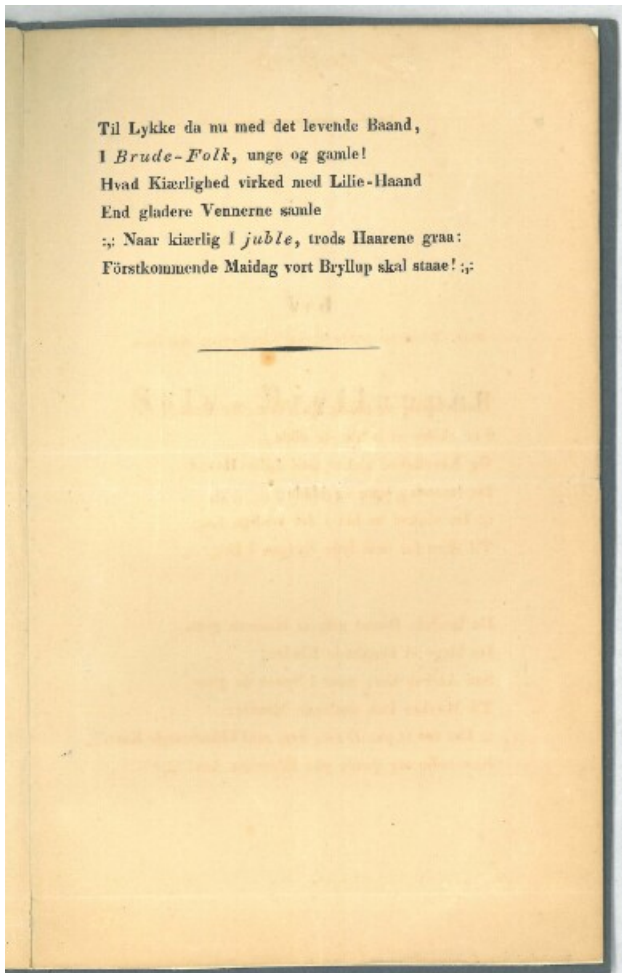 Til Lykke da nu med det levende Baand,
I Brude-Folk, unge og gamle!
Hvad Kiærlighed virked med Lilie-Haand
End gladere Vennerne samle
:,: Naar kiærlig I juble, trods Haarene graa:
Förstkommende Maidag vort Bryllup skal staae! :,: